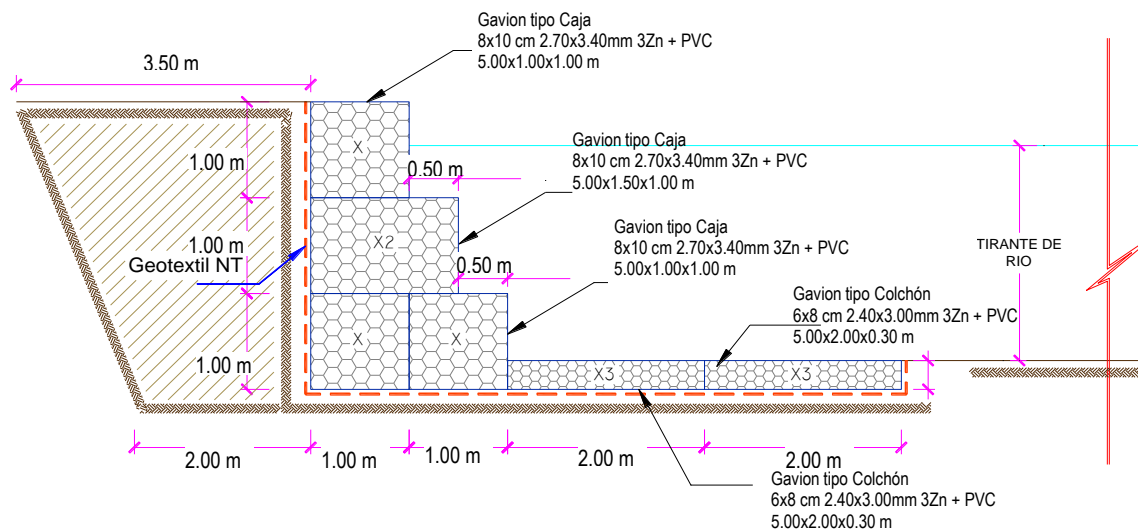 Gavion tipo Caja
8x10 cm 2.70x3.40mm 3Zn + PVC
5.00x1.00x1.00 m
3.50 m
X
Gavion tipo Caja
8x10 cm 2.70x3.40mm 3Zn + PVC
5.00x1.50x1.00 m
1.00 m
0.50 m
X2
Gavion tipo Caja
8x10 cm 2.70x3.40mm 3Zn + PVC
5.00x1.00x1.00 m
1.00 m
Geotextil NT
0.50 m
TIRANTE DE
RIO
Gavion tipo Colchón
6x8 cm 2.40x3.00mm 3Zn + PVC
5.00x2.00x0.30 m
1.00 m
X
X
X3
X3
2.00 m
1.00 m
1.00 m
2.00 m
2.00 m
Gavion tipo Colchón
6x8 cm 2.40x3.00mm 3Zn + PVC
5.00x2.00x0.30 m